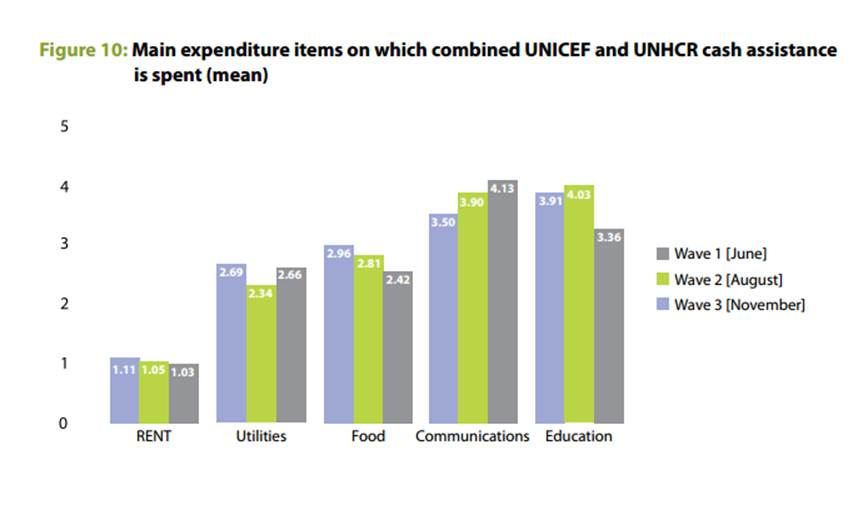 Figure 10: Main expenditure items on which combined UNICEF and UNHCR cash assistance
is spent (mean)
5
4
3
2
1
0
1.11 1.05 1.03
2.69 2.34 2.66
2.96 2.81 2.42
3.50 3.90 4.13
3.91 4.03 3.36
RENT Utilities Food Communications Education
Wave 1 [June]
Wave 2 [August]
Wave 3 [November]